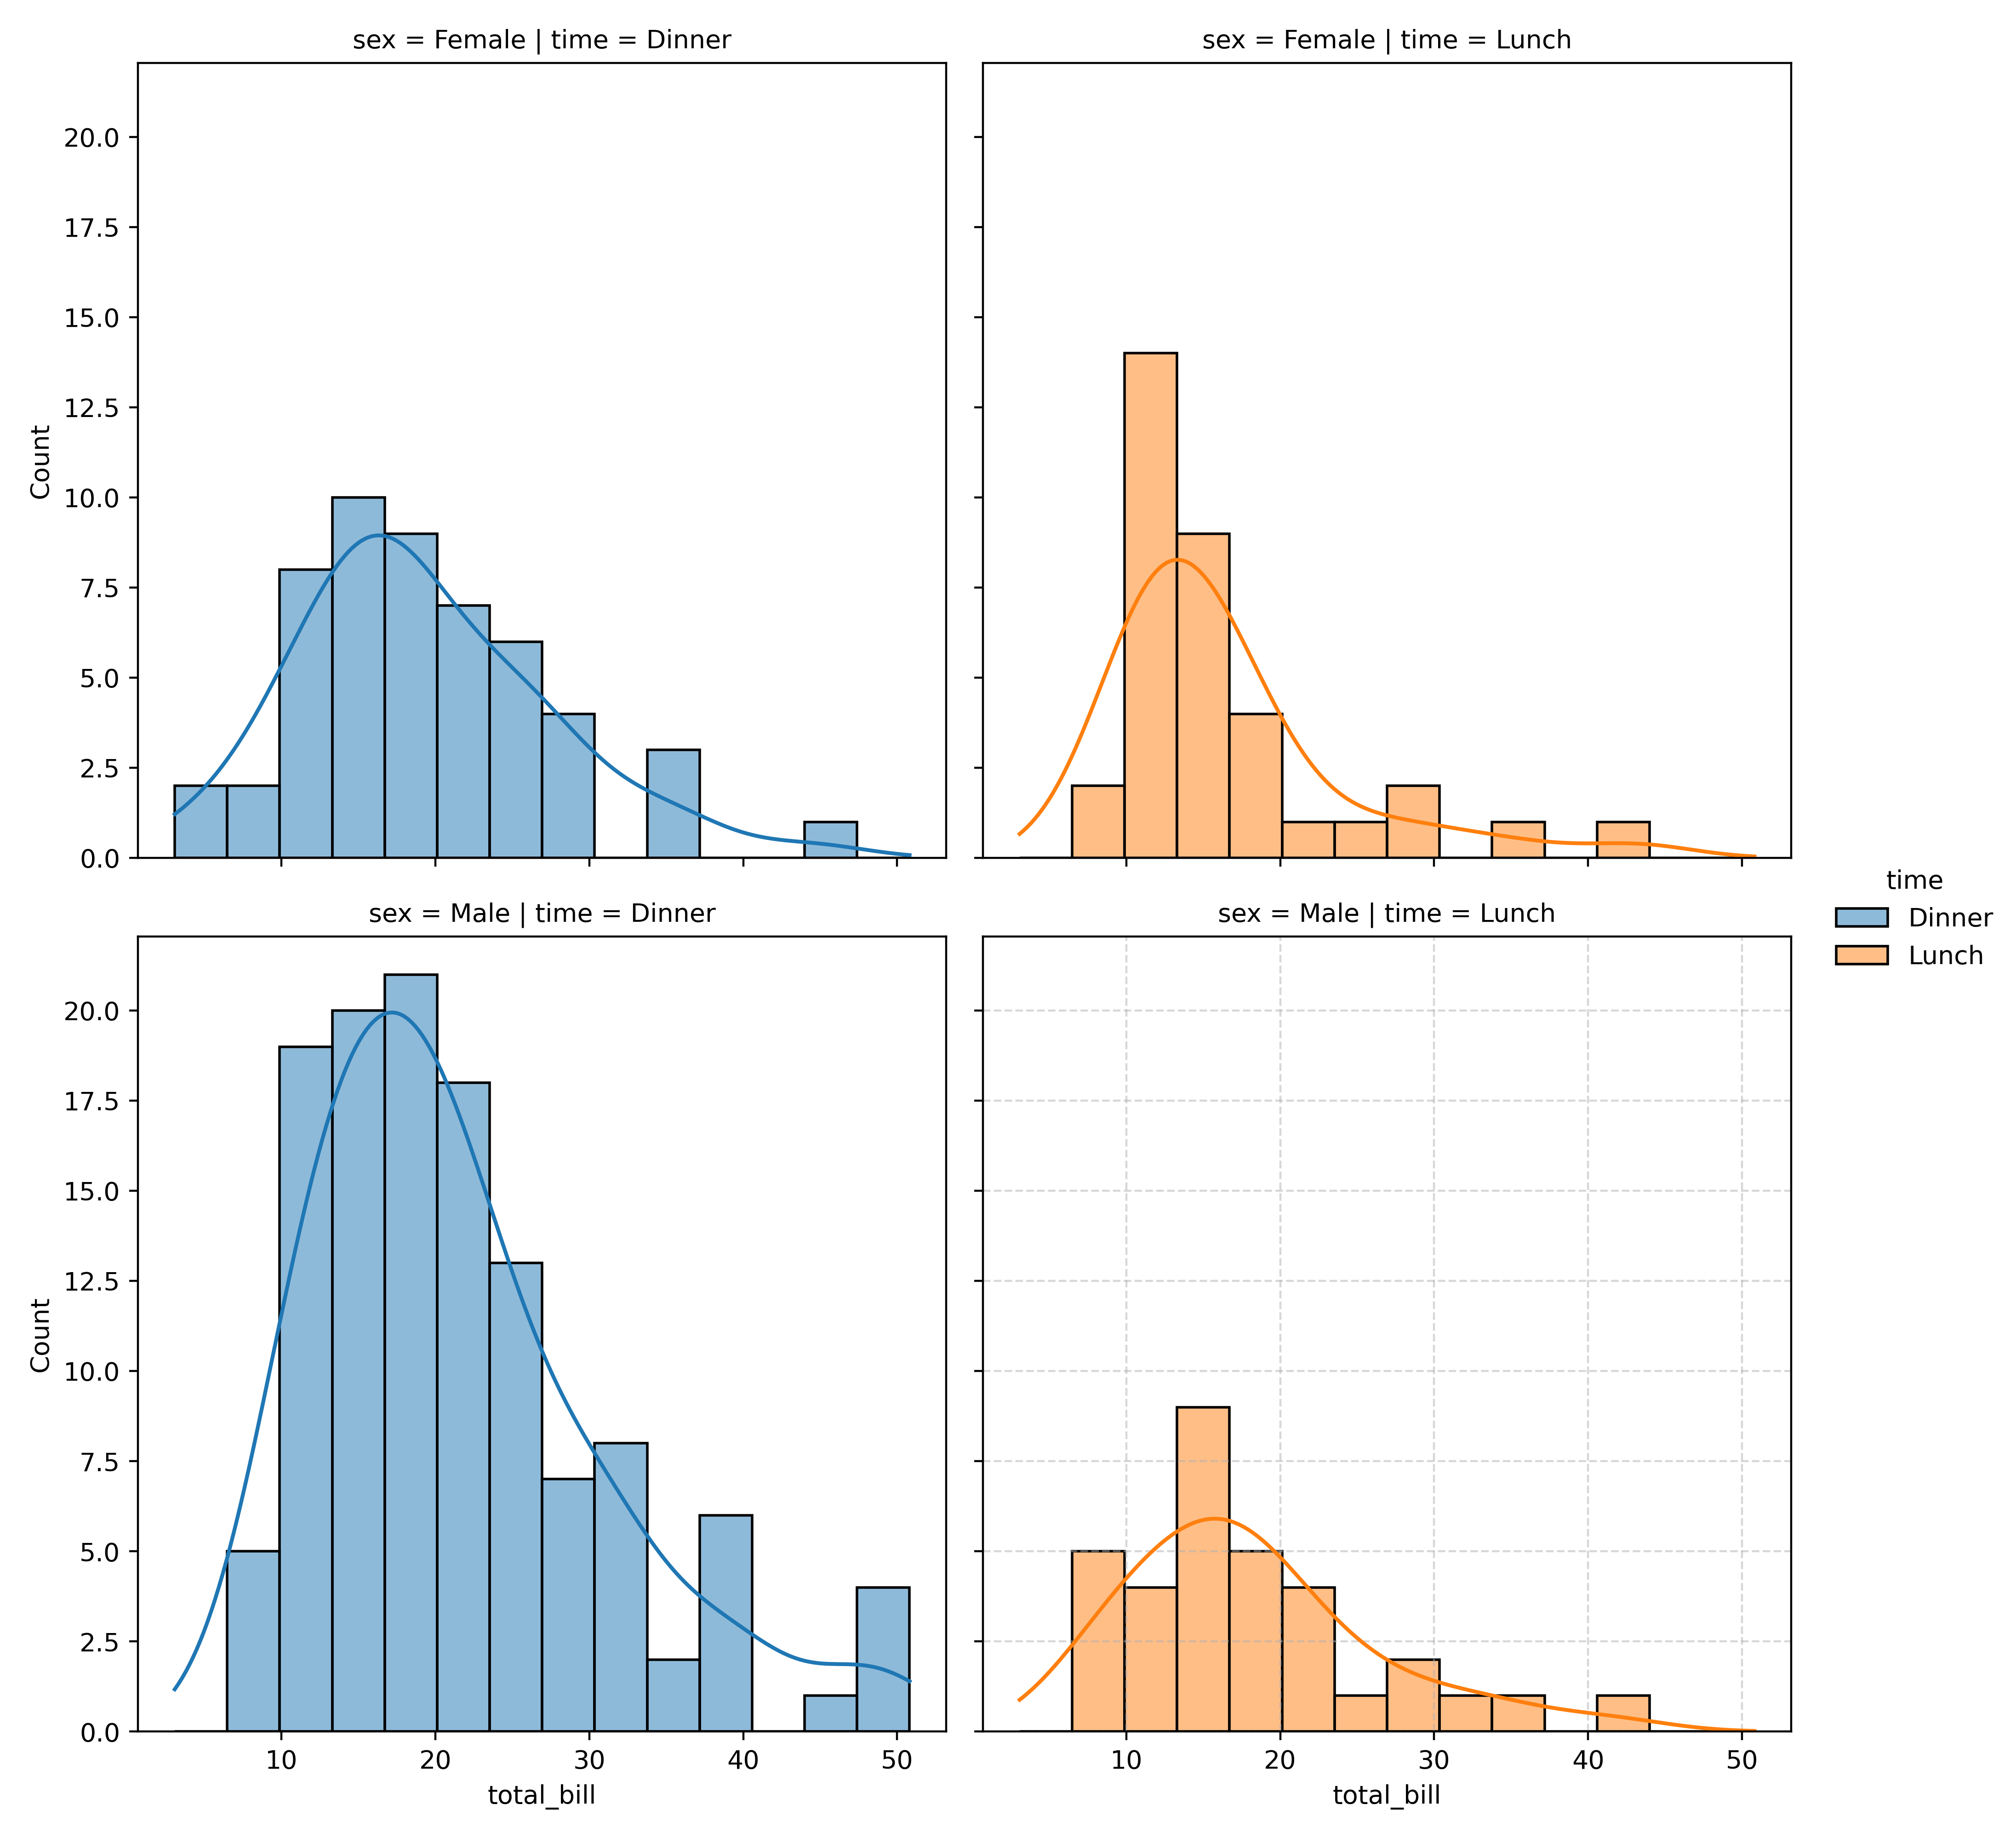 sex = Female | time = Dinner
sex = Female | time = Lunch
Count
20.0
17.5
15.0
12.5
10.0
7.5
5.0
2.5
0.0
sex = Male | time = Dinner
sex = Male | time = Lunch
time
Dinner
Lunch
Count
20.0
17.5
15.0
12.5
10.0
7.5
5.0
2.5
0.0
10 20 30 40 50
10 20 30 40 50
total_bill
total_bill